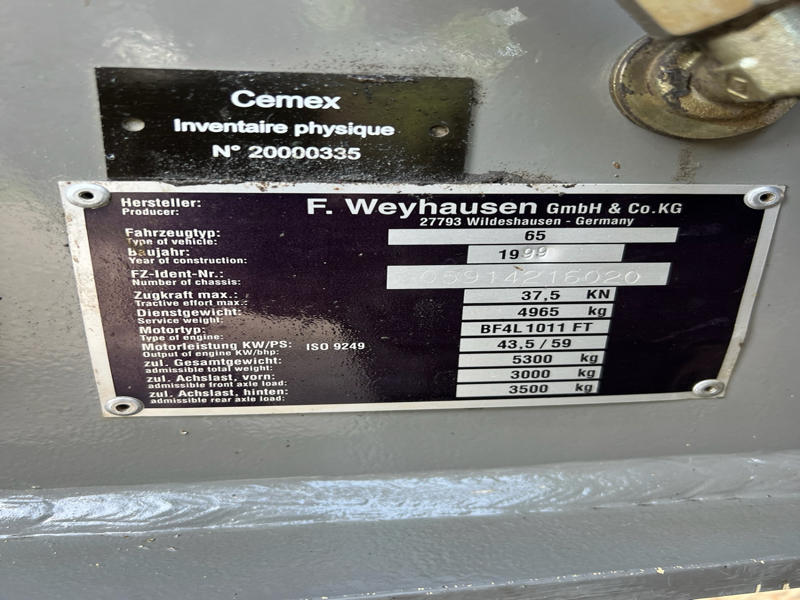 Cemex
Inventaire physique
N° 20000335
Hersteller: F. Weyhausen GmbH & Co.KG
Producer: 27793 Wildeshausen - Germany
Fahrzeugtyp: 65
Type of vehicle:
Baujahr: 1999
Year of construction:
FZ-Ident-Nr.:
Number of chassis:
Zugkraft max.: 37,5 KN
Tractive effort max.:
Dienstgewicht: 4965 kg
Service weight:
Motortyp: BF4L 1011 FT
Type of engine:
Motorleistung KW/PS: ISO 9249 43,5 / 59
Output of engine KW/bhp:
zul. Gesamtgewicht: 5300 kg
admissible total weight:
zul. Achslast, vorn: 3000 kg
admissible front axle load:
zul. Achslast, hinten: 3500 kg
admissible rear axle load: